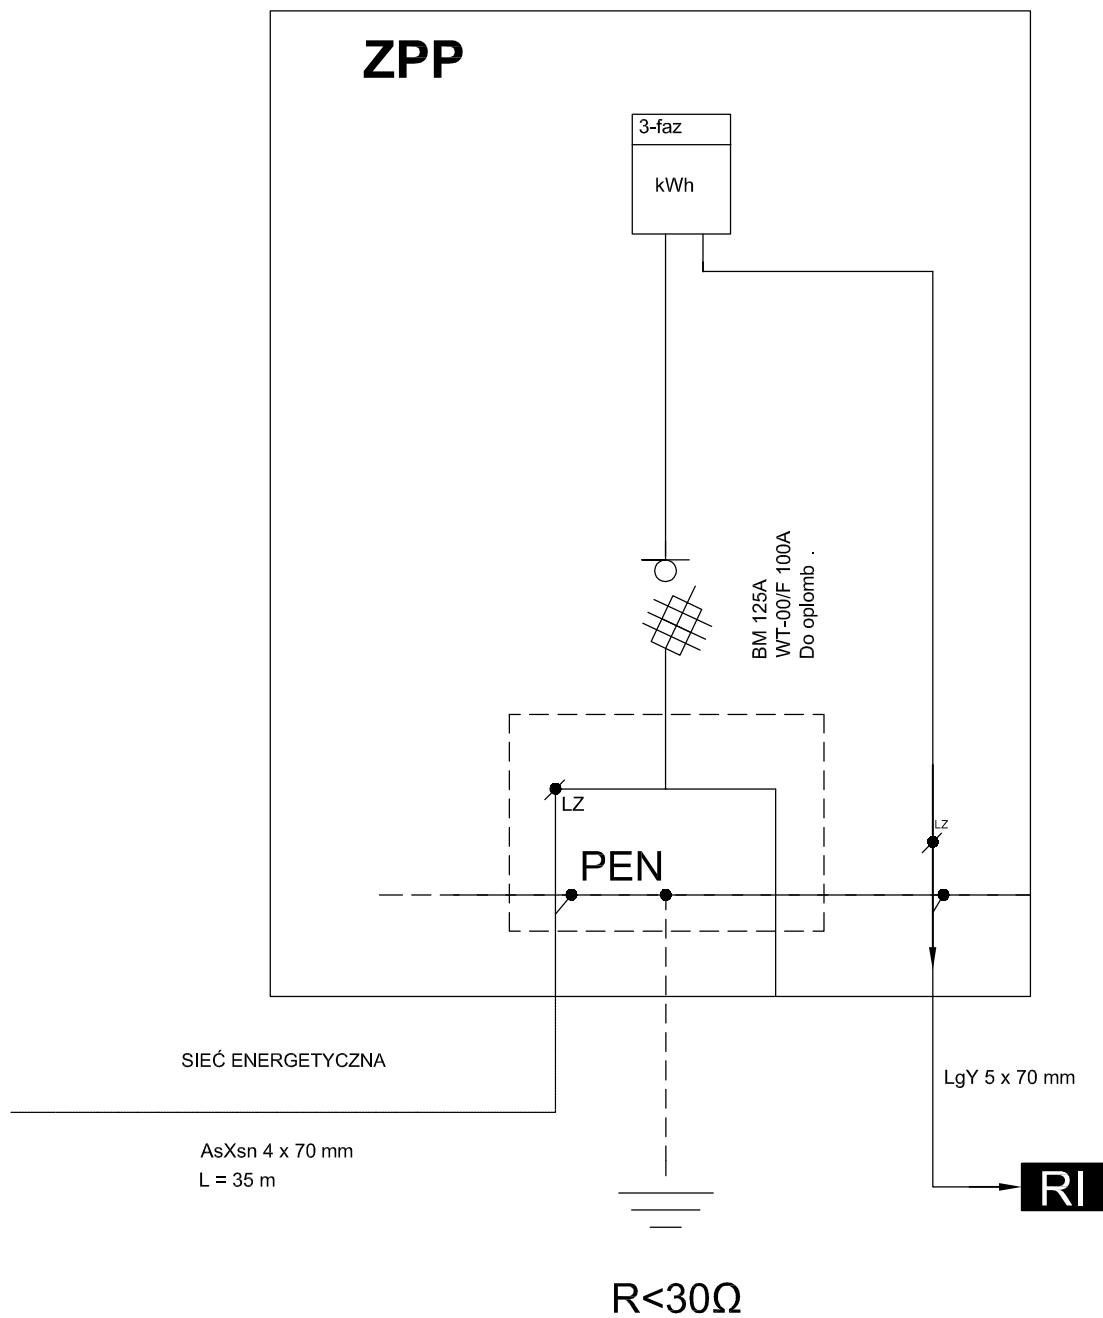 ZPP
3-faz
kWh
BM 125A
WT-00/F 100A
Do oplomb .
LZ
LZ
PEN
SIEĆ ENERGETYCZNA
LgY 5 x 70 mm
AsXsn 4 x 70 mm
L = 35 m
RI
R<30Ω